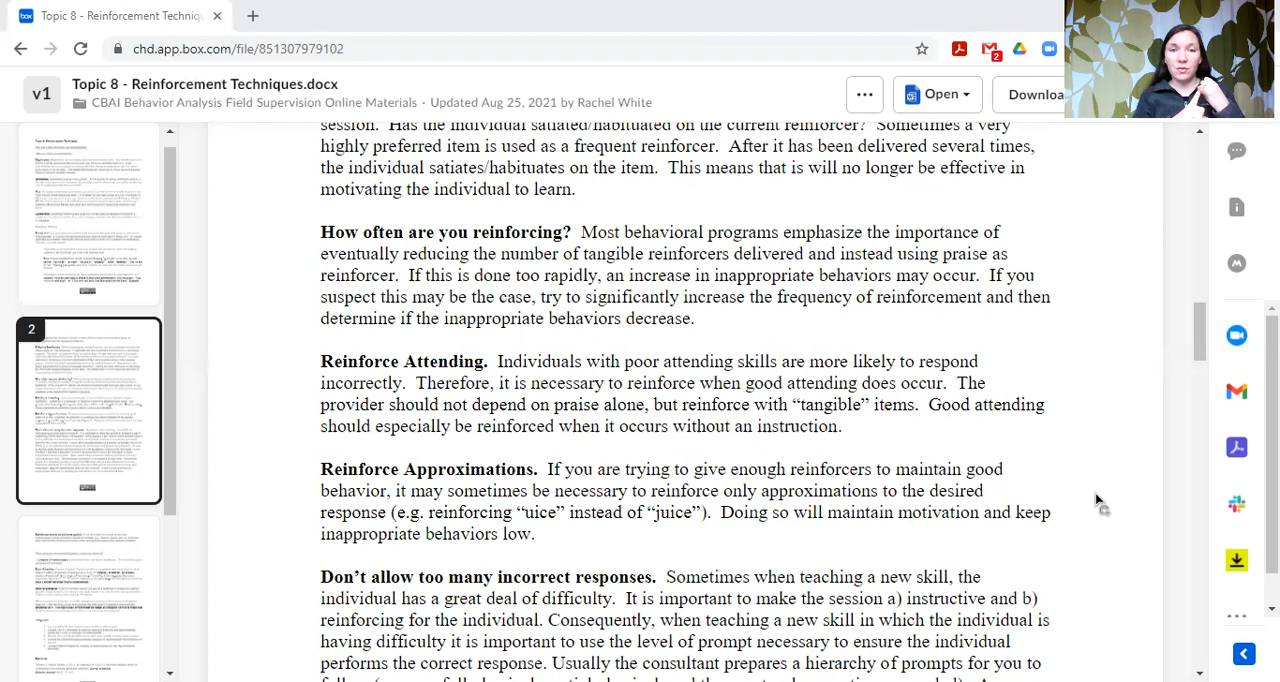 Topic 8 - Reinforcement Techniqu
chd.app.box.com/file/851307979102
2
v1
Topic 8 - Reinforcement Techniques.docx
CBAI Behavior Analysis Field Supervision Online Materials · Updated Aug 25, 2021 by Rachel White
...
Open
Downloa
session. Has the individual satiated/habituated on the current reinforcer? Sometimes a very
highly preferred item is used as a frequent reinforcer. After it has been delivered several times,
the individual satiates/habituates on the item. This means that is will no longer be effective in
motivating the individual to learn.
How often are you reinforcing? Most behavioral programs emphasize the importance of
eventually reducing the number of tangible reinforcers delivered and instead using praise as
reinforcer. If this is done too rapidly, an increase in inappropriate behaviors may occur. If you
suspect this may be the case, try to significantly increase the frequency of reinforcement and then
determine if the inappropriate behaviors decrease.
Reinforce Attending. Individuals with poor attending skills are more likely to respond
incorrectly. Therefore, it is necessary to reinforce when good attending does occur. The
trainer should not depend on praise alone, but reinforce with “tangible” items. Good attending
should especially be reinforced when it occurs without an instruction.
Reinforce Approximations. If you are trying to give enough reinforcers to maintain good
behavior, it may sometimes be necessary to reinforce only approximations to the desired
response (e.g. reinforcing “uce” instead of “juice”). Doing so will maintain motivation and keep
inappropriate behaviors low.
Don’t allow too many incorrect responses. Sometimes when teaching a new skill, the
individual has a great deal of difficulty. It is important to make the session a) instructive and b)
reinforcing for the individual. Consequently, when teaching a new skill in which the individual is
having difficulty it is necessary to use the level of prompt needed to ensure the individual
performs the correct response. Usually the consultant provides a hierarchy of prompts for you to
2